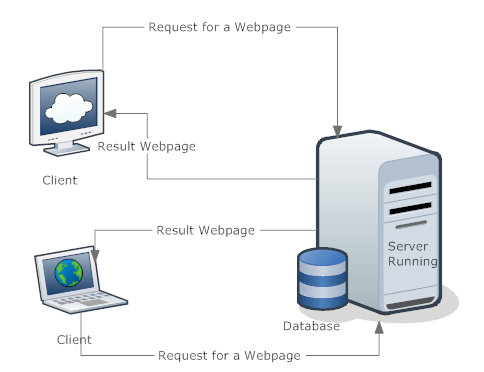 Request for a Webpage
Result Webpage
Client
Result Webpage
Server
Running
Database
Client
Request for a Webpage